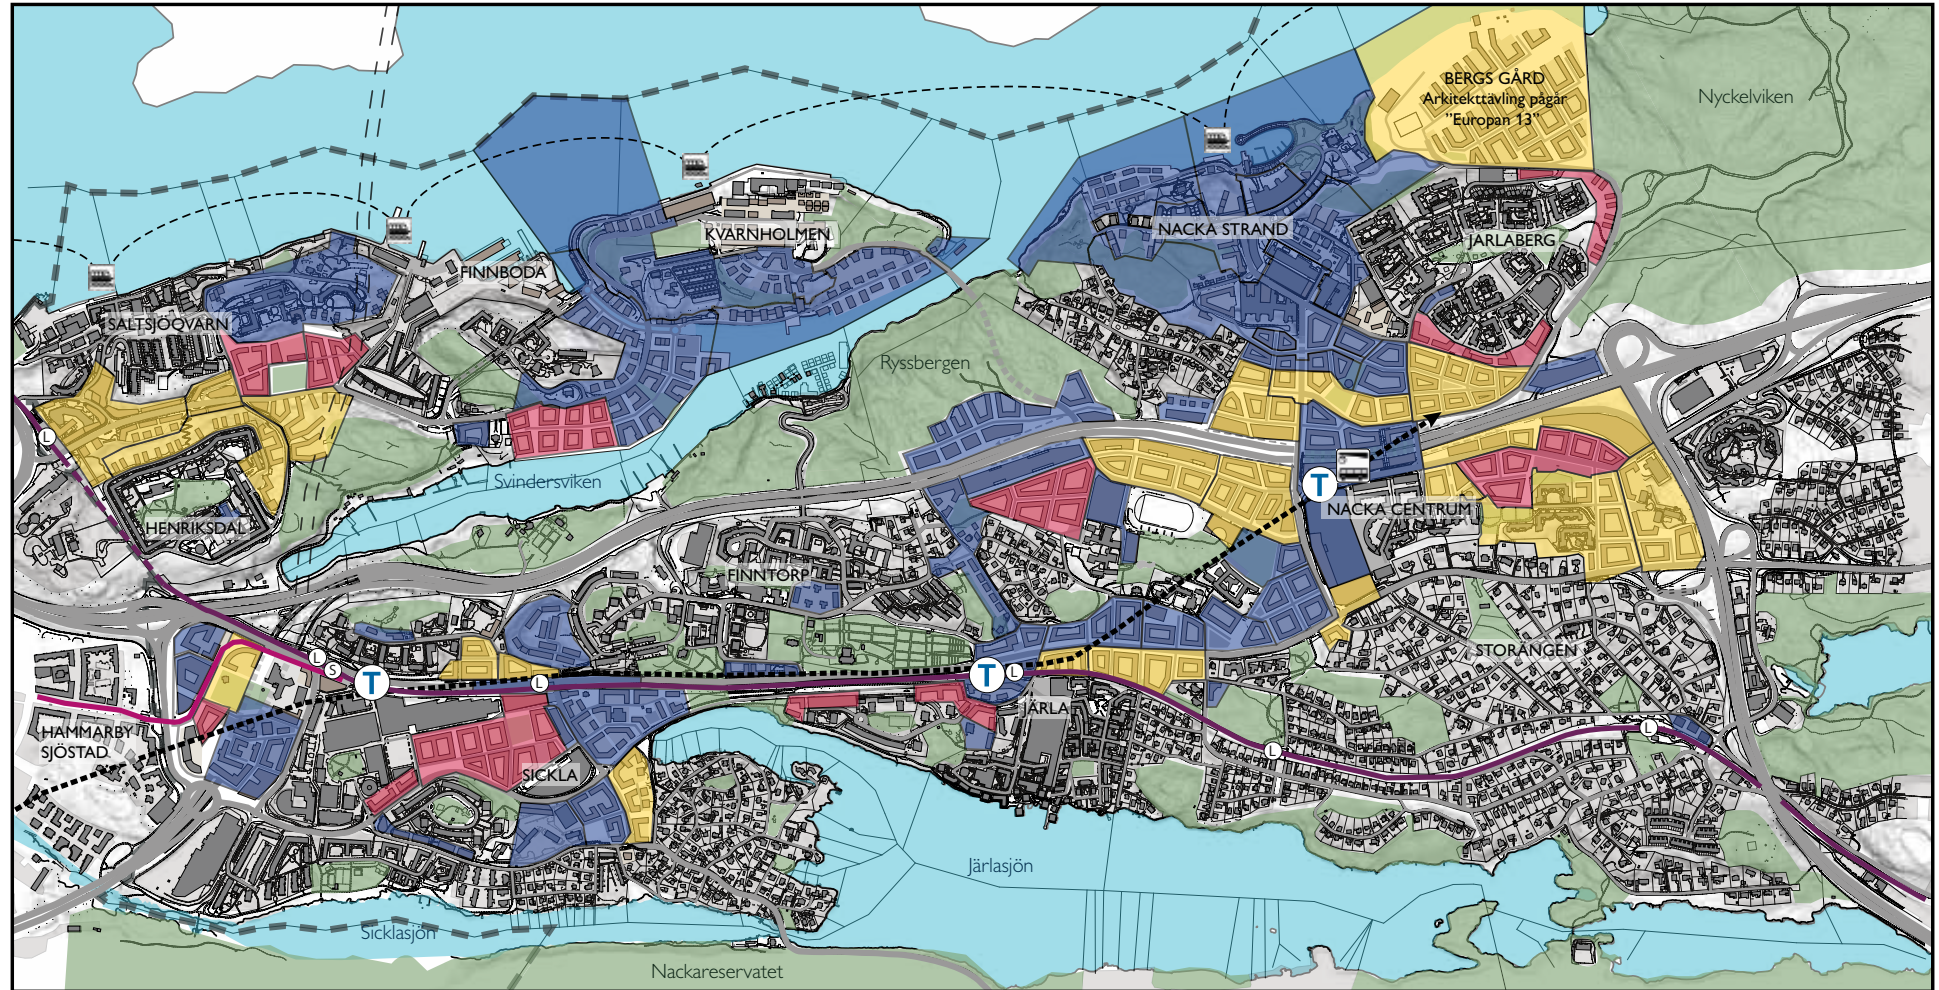 BERGS GÅRD
Arkitekttävling pågår
"Europan 13"
Nyckelviken
KVARNHOLMEN
NACKA STRAND
JARLABERG
FINNBODA
SALTSJÖQVARN
Ryssbergen
Svindersviken
L
HENRIKSDAL
T
NACKA CENTRUM
FINNTORP
STORÄNGEN
L
S
T
L
T
L
JÄRLA
HAMMARBY
SJÖSTAD
L
L
SICKLA
Järlasjön
Sicklasjön
Nackareservatet